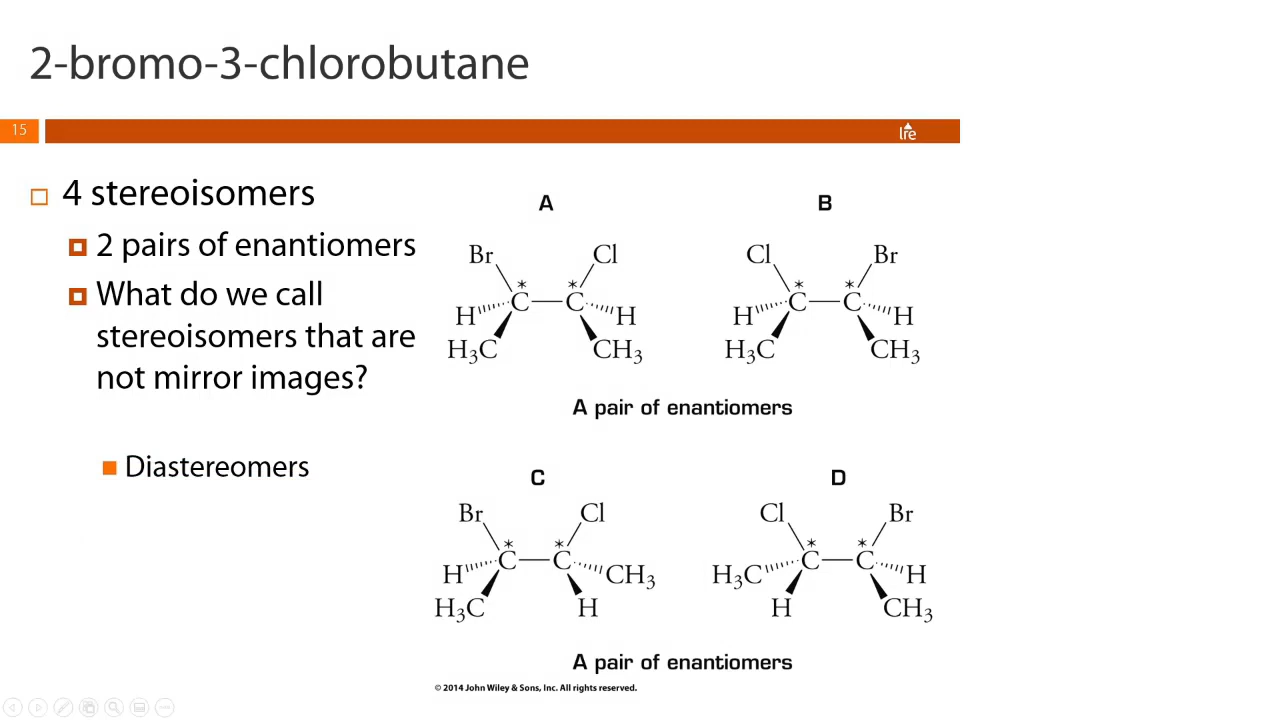 2-bromo-3-chlorobutane
15
lre
4 stereoisomers
2 pairs of enantiomers
What do we call
stereoisomers that are
not mirror images?
Diastereomers
A
Br Cl
* *
H C C H
H₃C CH₃
B
Cl Br
* *
H C C H
H₃C CH₃
A pair of enantiomers
C
Br Cl
* *
H C C CH₃
H₃C H
D
Cl Br
* *
H₃C C C H
H CH₃
A pair of enantiomers
© 2014 John Wiley & Sons, Inc. All rights reserved.